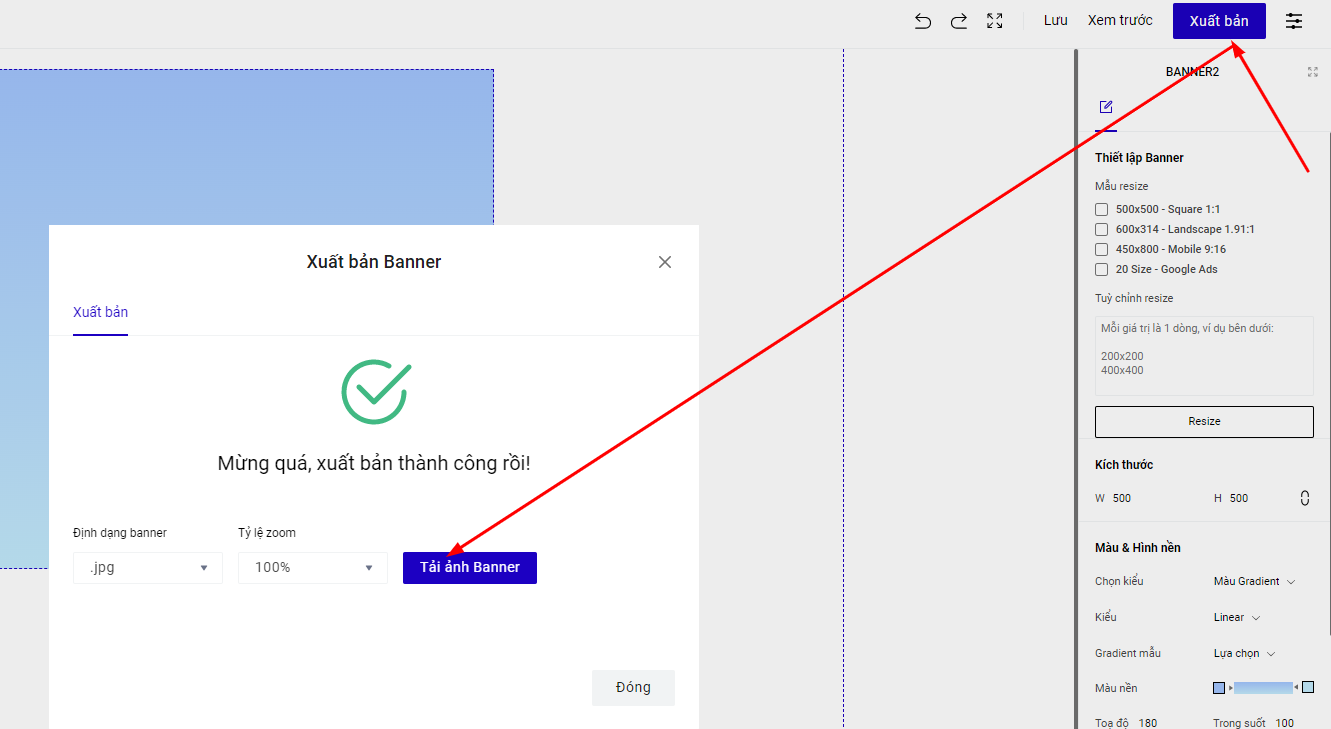 Lưu Xem trước Xuất bản
BANNER2
Thiết lập Banner
Mẫu resize
500x500 - Square 1:1
600x314 - Landscape 1.91:1
450x800 - Mobile 9:16
20 Size - Google Ads
Tuỳ chỉnh resize
Mỗi giá trị là 1 dòng, ví dụ bên dưới:
200x200
400x400
Resize
Kích thước
W 500 H 500
Màu & Hình nền
Chọn kiểu Màu Gradient
Kiểu Linear
Gradient mẫu Lựa chọn
Màu nền
Toạ độ 180 Trong suốt 100
Xuất bản Banner
Xuất bản
Mừng quá, xuất bản thành công rồi!
Định dạng banner Tỷ lệ zoom
.jpg 100% Tải ảnh Banner
Đóng